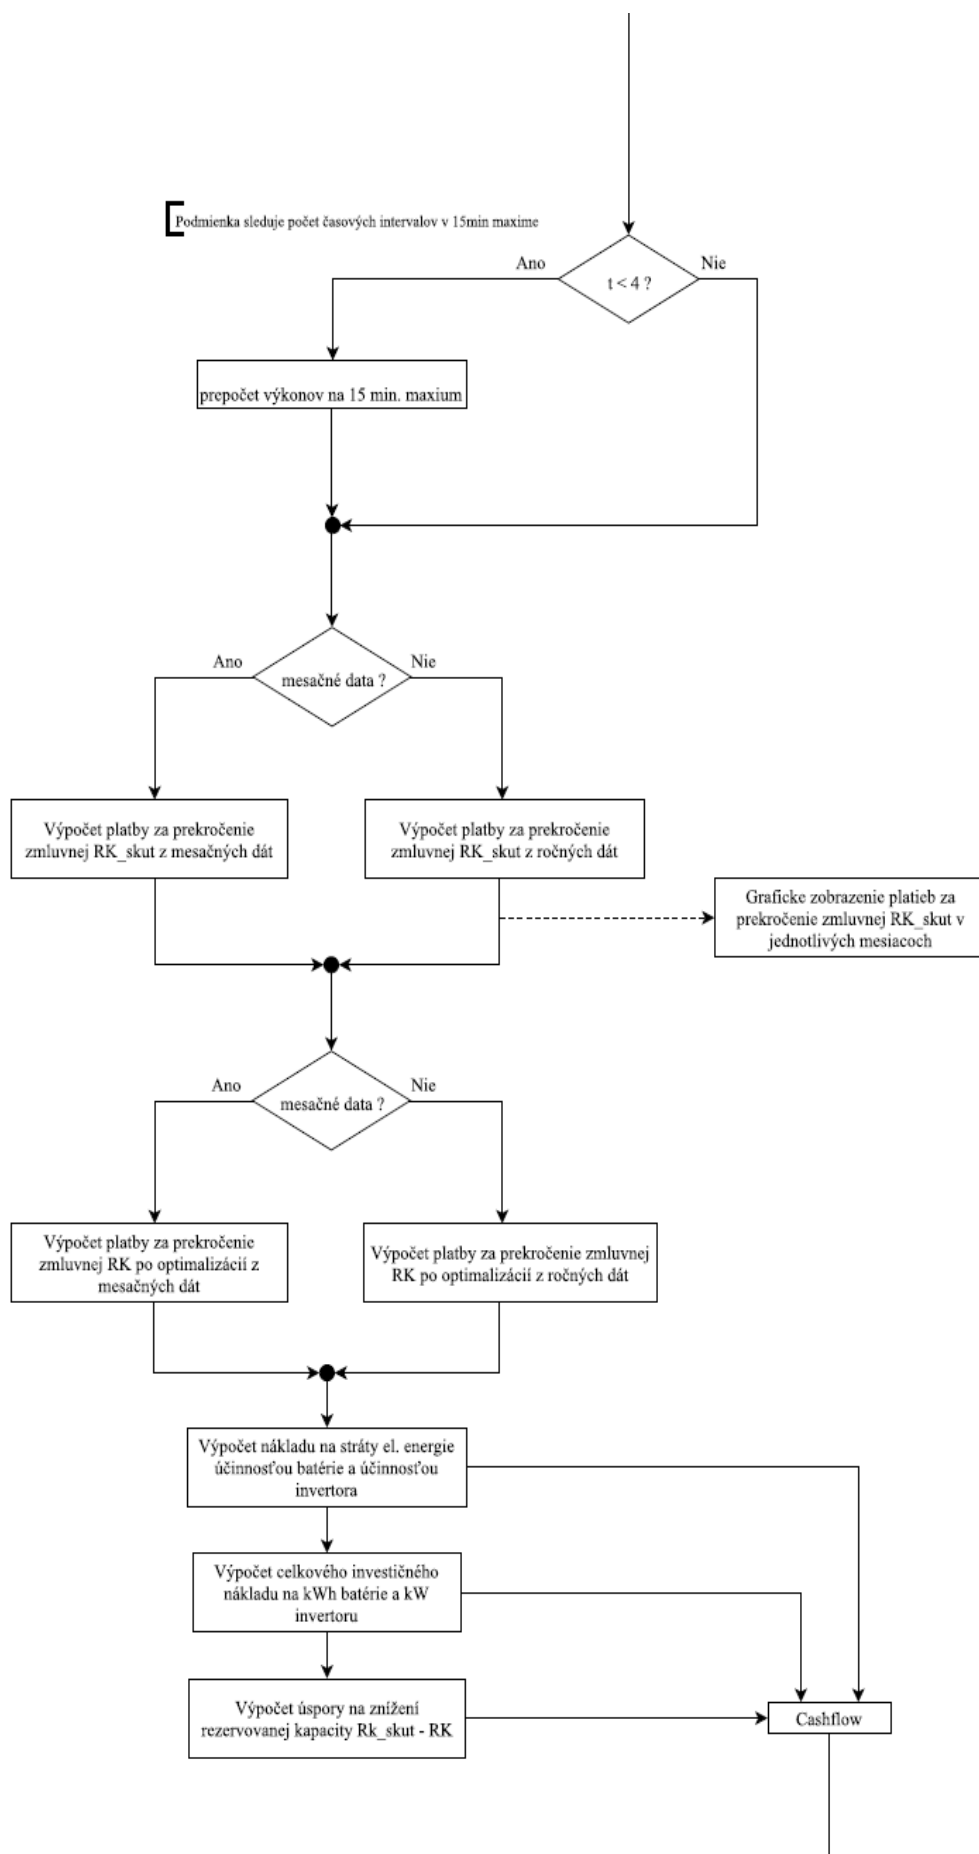 Podmienka sleduje počet časových intervalov v 15min maxime
Ano
Nie
t < 4 ?
prepočet výkonov na 15 min. maxium
Ano
Nie
mesačné data ?
Výpočet platby za prekročenie
zmluvnej RK_skut z mesačných dát
Výpočet platby za prekročenie
zmluvnej RK_skut z ročných dát
Graficke zobrazenie platieb za
prekročenie zmluvnej RK_skut v
jednotlivých mesiacoch
Ano
Nie
mesačné data ?
Výpočet platby za prekročenie
zmluvnej RK po optimalizácií z
mesačných dát
Výpočet platby za prekročenie zmluvnej
RK po optimalizácií z ročných dát
Výpočet nákladu na stráty el. energie
účinnosťou batérie a účinnosťou
invertora
Výpočet celkového investičného
nákladu na kWh batérie a kW
invertoru
Výpočet úspory na znížení
rezervovanej kapacity Rk_skut - RK
Cashflow